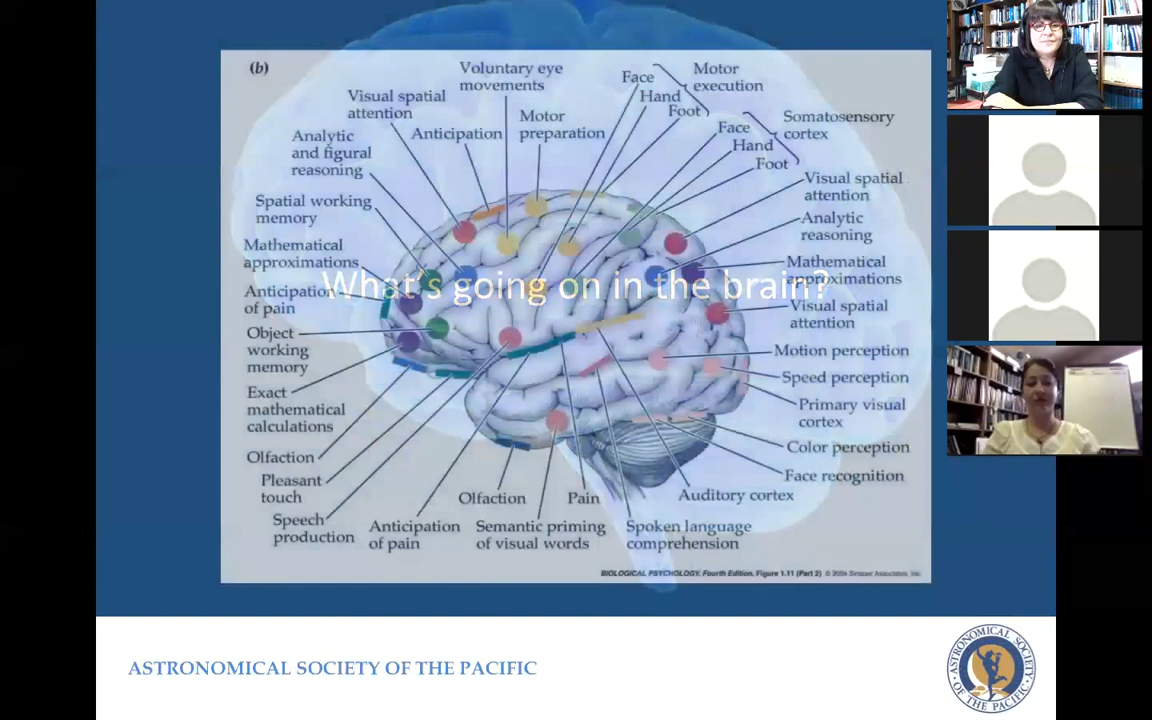 (b)
Voluntary eye
movements
Visual spatial
attention
Anticipation
Motor
preparation
Face
Hand
Foot
Motor
execution
Face
Hand
Foot
Somatosensory
cortex
Analytic
and figural
reasoning
Spatial working
memory
Mathematical
approximations
Anticipation
of pain
Object
working
memory
Exact
mathematical
calculations
Olfaction
Pleasant
touch
Speech
production
Anticipation
of pain
Olfaction
Semantic priming
of visual words
Pain
Spoken language
comprehension
Auditory cortex
Visual spatial
attention
Analytic
reasoning
Mathematical
approximations
Visual spatial
attention
Motion perception
Speed perception
Primary visual
cortex
Color perception
Face recognition
What's going on in the brain?
BIOLOGICAL PSYCHOLOGY, Fourth Edition, Figure 1.11 (Part 2) © 2004 Sinauer Associates, Inc.
ASTRONOMICAL SOCIETY OF THE PACIFIC
ASTRONOMICAL SOCIETY
OF THE PACIFIC